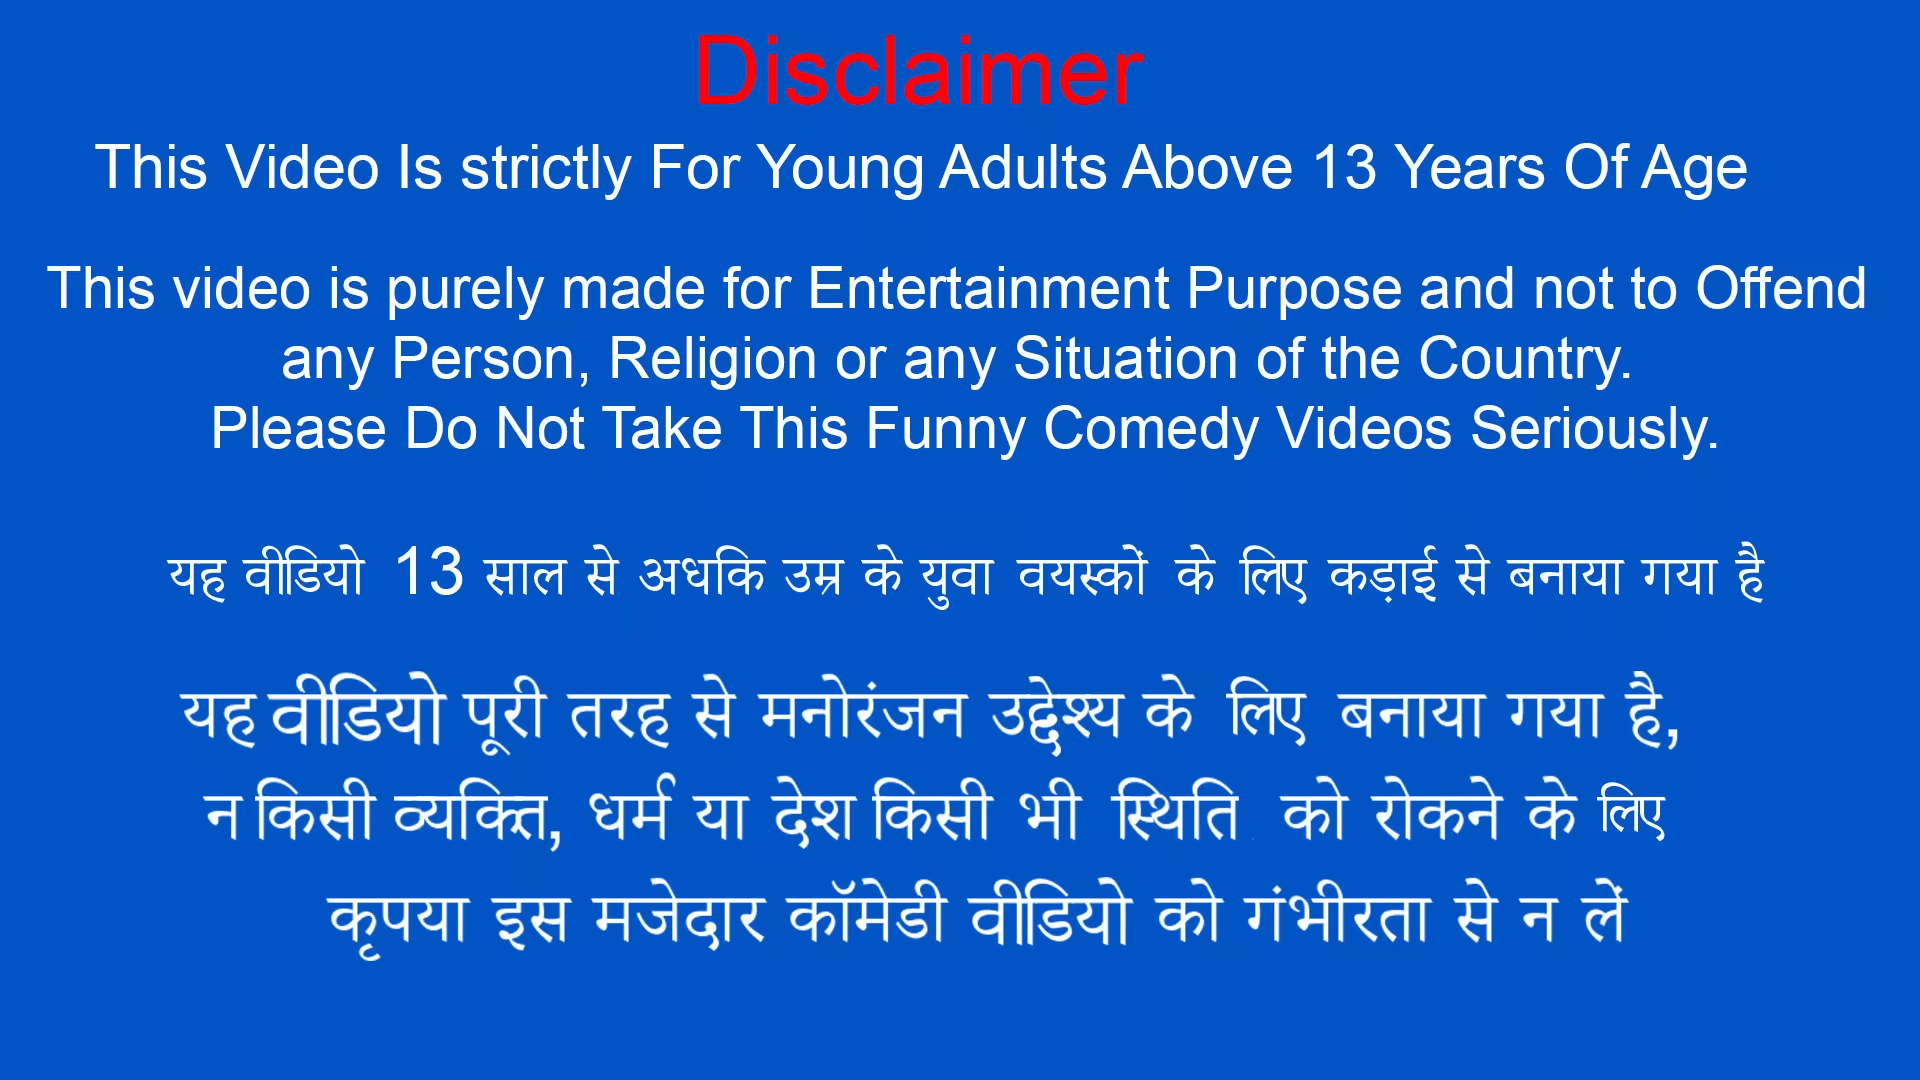 Disclaimer
This Video Is strictly For Young Adults Above 13 Years Of Age
This video is purely made for Entertainment Purpose and not to Offend
any Person, Religion or any Situation of the Country.
Please Do Not Take This Funny Comedy Videos Seriously.
यह वीडियो 13 साल से अधकि उम्र के युवा वयस्कों के लिए कड़ाई से बनाया गया है
यह वीडियो पूरी तरह से मनोरंजन उद्देश्य के लिए बनाया गया है,
न किसी व्यक्ति, धर्म या देश किसी भी स्थिति को रोकने के लिए
कृपया इस मजेदार कॉमेडी वीडियो को गंभीरता से न लें